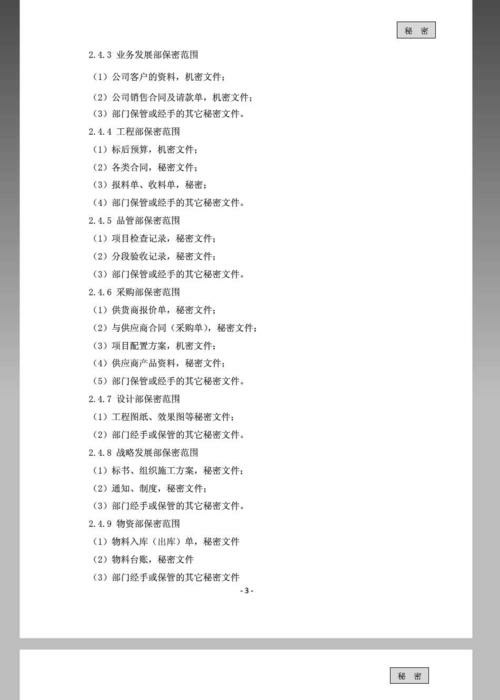 秘 密
2.4.3 业务发展部保密范围
（1）公司客户的资料，机密文件；
（2）公司销售合同及请款单，机密文件；
（3）部门保管或经手的其它秘密文件。
2.4.4 工程部保密范围
（1）标后预算，机密文件；
（2）各类合同，秘密文件；
（3）报料单、收料单，秘密；
（4）部门保管或经手的其它秘密文件。
2.4.5 品管部保密范围
（1）项目检查记录，秘密文件；
（2）分段验收记录，秘密文件；
（3）部门保管或经手的其它秘密文件。
2.4.6 采购部保密范围
（1）供货商报价单，秘密文件；
（2）与供应商合同（采购单），秘密文件；
（3）项目配置方案，机密文件；
（4）供应商产品资料，秘密文件；
（5）部门保管或经手的其它秘密文件。
2.4.7 设计部保密范围
（1）工程图纸、效果图等秘密文件；
（2）部门经手或保管的其它秘密文件。
2.4.8 战略发展部保密范围
（1）标书、组织施工方案，秘密文件；
（2）通知、制度，秘密文件；
（3）部门经手或保管的其它秘密文件。
2.4.9 物资部保密范围
（1）物料入库（出库）单，秘密文件
（2）物料台账，秘密文件
（3）部门经手或保管的其它秘密文件
- 3 -
秘 密